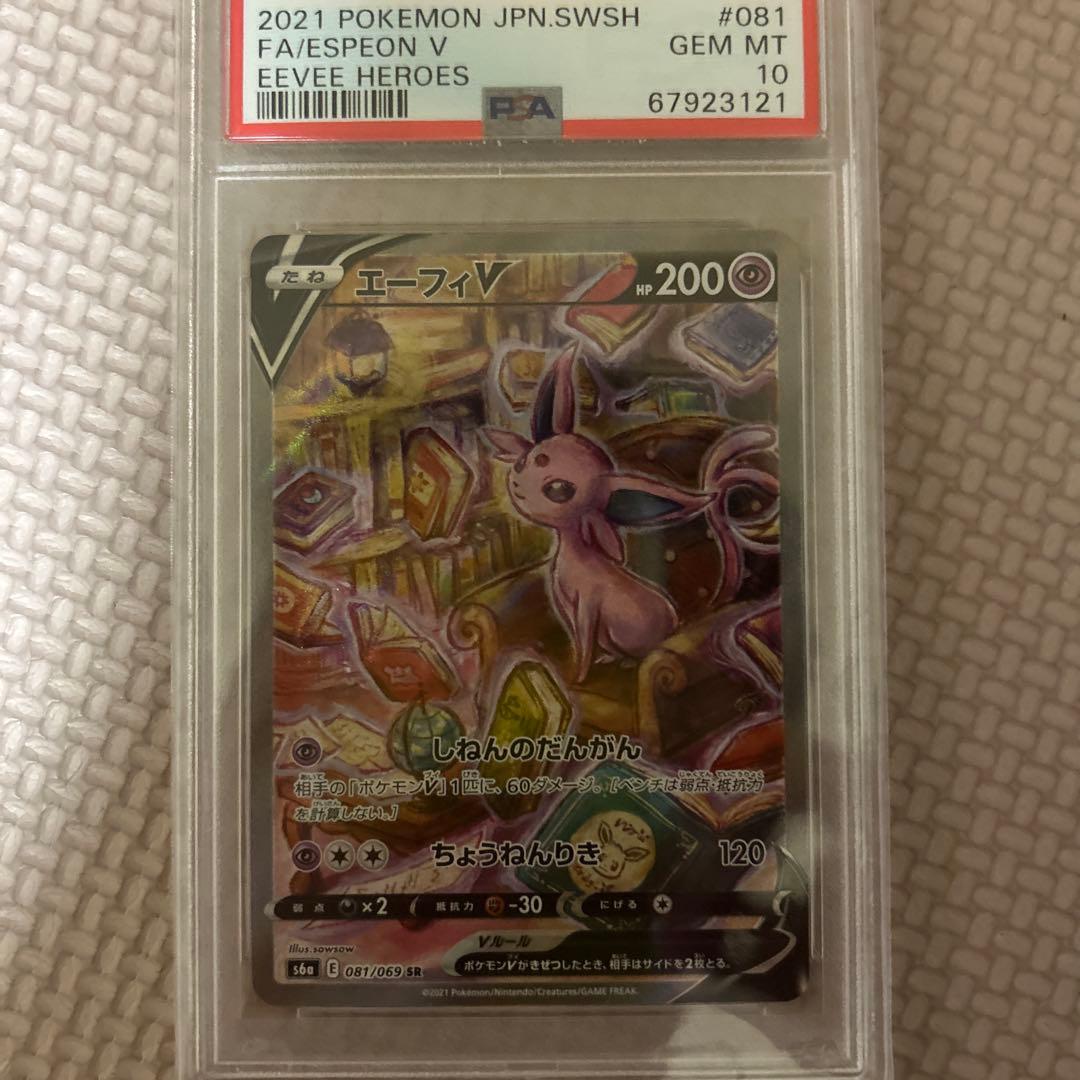 2021 POKEMON JPN.SWSH #081
FA/ESPEON V GEM MT
EEVEE HEROES 10
PSA 67923121
たね エーフィV HP 200
しねんのだんがん
相手の「ポケモンV」1匹に、60ダメージ。[ベンチは弱点・抵抗力
を計算しない。]
ちょうねんりき 120
弱点 ×2 抵抗力 -30 にげる
illus.sowsow
Vルール
s6a E 081/069 SR ポケモンVがきぜつしたとき、相手はサイドを2枚とる。
©2021 Pokémon/Nintendo/Creatures/GAME FREAK.